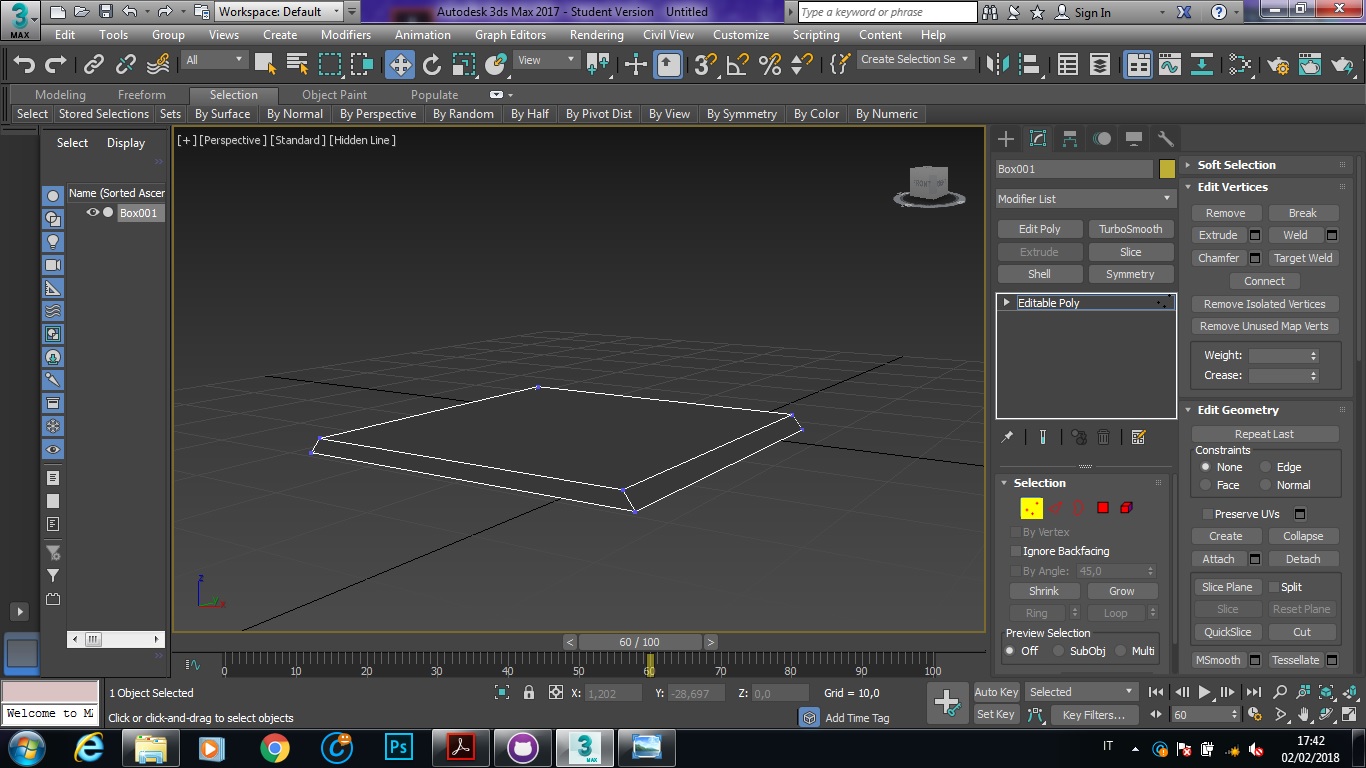 3
MAX
Workspace: Default
Autodesk 3ds Max 2017 - Student Version    Untitled
Type a keyword or phrase
Sign In
Edit Tools Group Views Create Modifiers Animation Graph Editors Rendering Civil View Customize Scripting Content Help
All
View
3
Create Selection Se
Modeling Freeform Selection Object Paint Populate
Select Stored Selections Sets By Surface By Normal By Perspective By Random By Half By Pivot Dist By View By Symmetry By Color By Numeric
Select Display
Name (Sorted Ascer
Box001
[+] [Perspective ] [Standard ] [Hidden Line ]
FRONT
z
x
Box001
Modifier List
Edit Poly TurboSmooth
Extrude Slice
Shell Symmetry
Editable Poly
Selection
By Vertex
Ignore Backfacing
By Angle: 45,0
Shrink Grow
Ring Loop
Preview Selection
Off SubObj Multi
Soft Selection
Edit Vertices
Remove Break
Extrude Weld
Chamfer Target Weld
Connect
Remove Isolated Vertices
Remove Unused Map Verts
Weight:
Crease:
Edit Geometry
Repeat Last
Constraints
None Edge
Face Normal
Preserve UVs
Create Collapse
Attach Detach
Slice Plane Split
Slice Reset Plane
QuickSlice Cut
MSmooth Tessellate
< 60 / 100 >
0 10 20 30 40 50 60 70 80 90 100
1 Object Selected
X: 1,202 Y: -28,697 Z: 0,0 Grid = 10,0
Auto Key Selected
Welcome to MA
Click or click-and-drag to select objects
Add Time Tag
Set Key Key Filters...
60
Ps
3
MAX
IT
17:42
02/02/2018